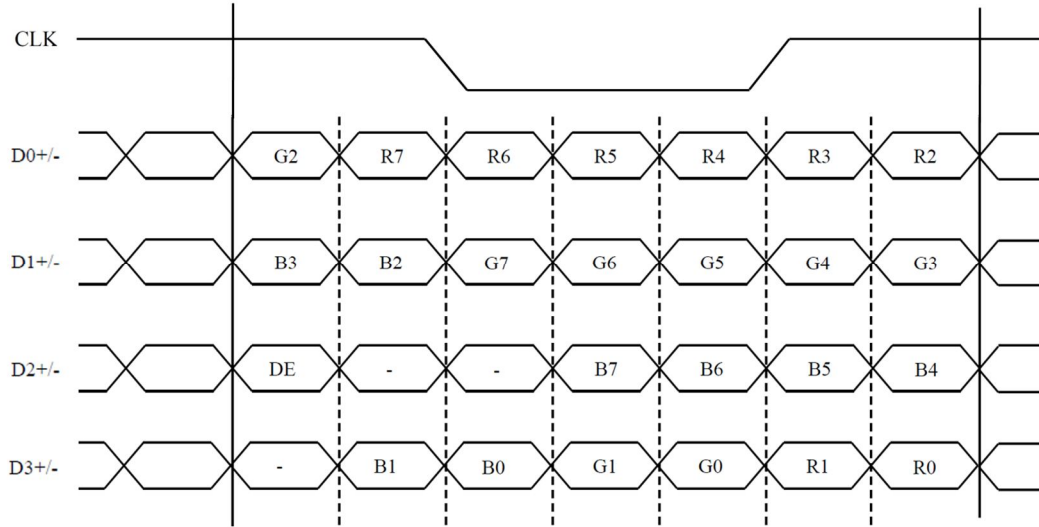 CLK
D0+/- G2 R7 R6 R5 R4 R3 R2
D1+/- B3 B2 G7 G6 G5 G4 G3
D2+/- DE - - B7 B6 B5 B4
D3+/- - B1 B0 G1 G0 R1 R0